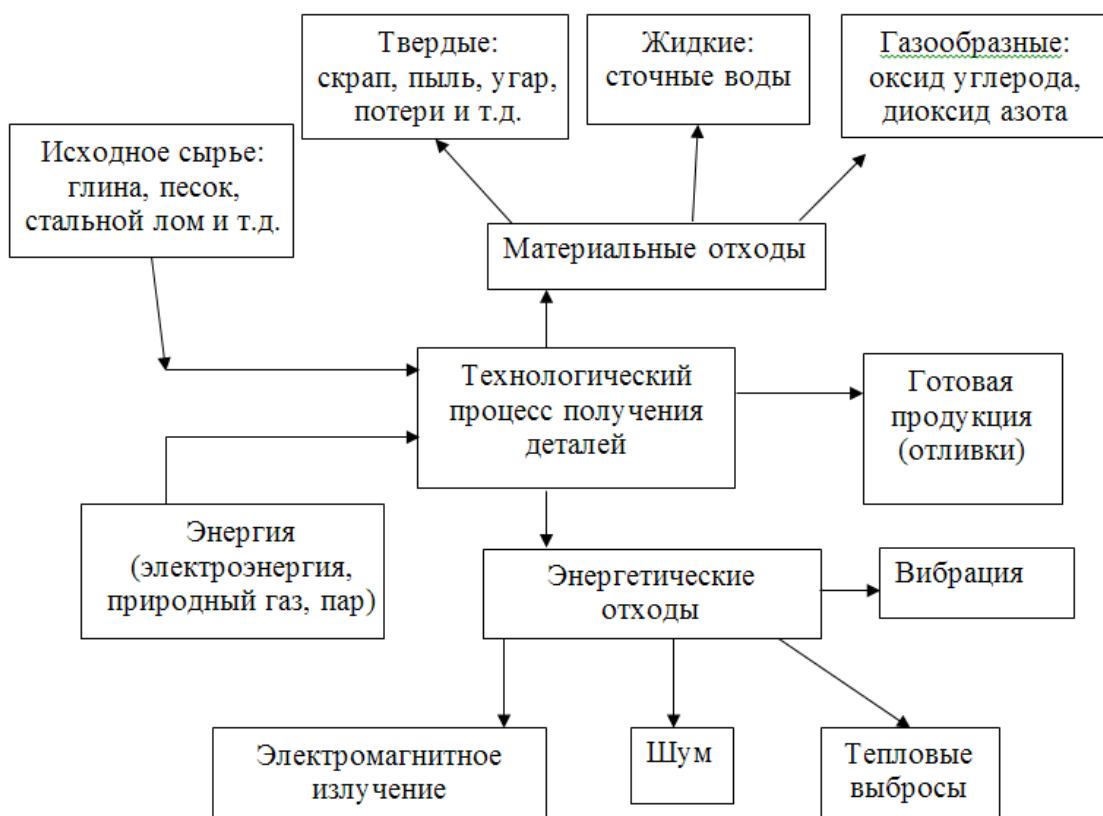 Твердые:
скрап, пыль, угар,
потери и т.д.
Жидкие:
сточные воды
Газообразные:
оксид углерода,
диоксид азота
Исходное сырье:
глина, песок,
стальной лом и т.д.
Материальные отходы
Технологический
процесс получения
деталей
Готовая
продукция
(отливки)
Энергия
(электроэнергия,
природный газ, пар)
Энергетические
отходы
Вибрация
Электромагнитное
излучение
Шум
Тепловые
выбросы